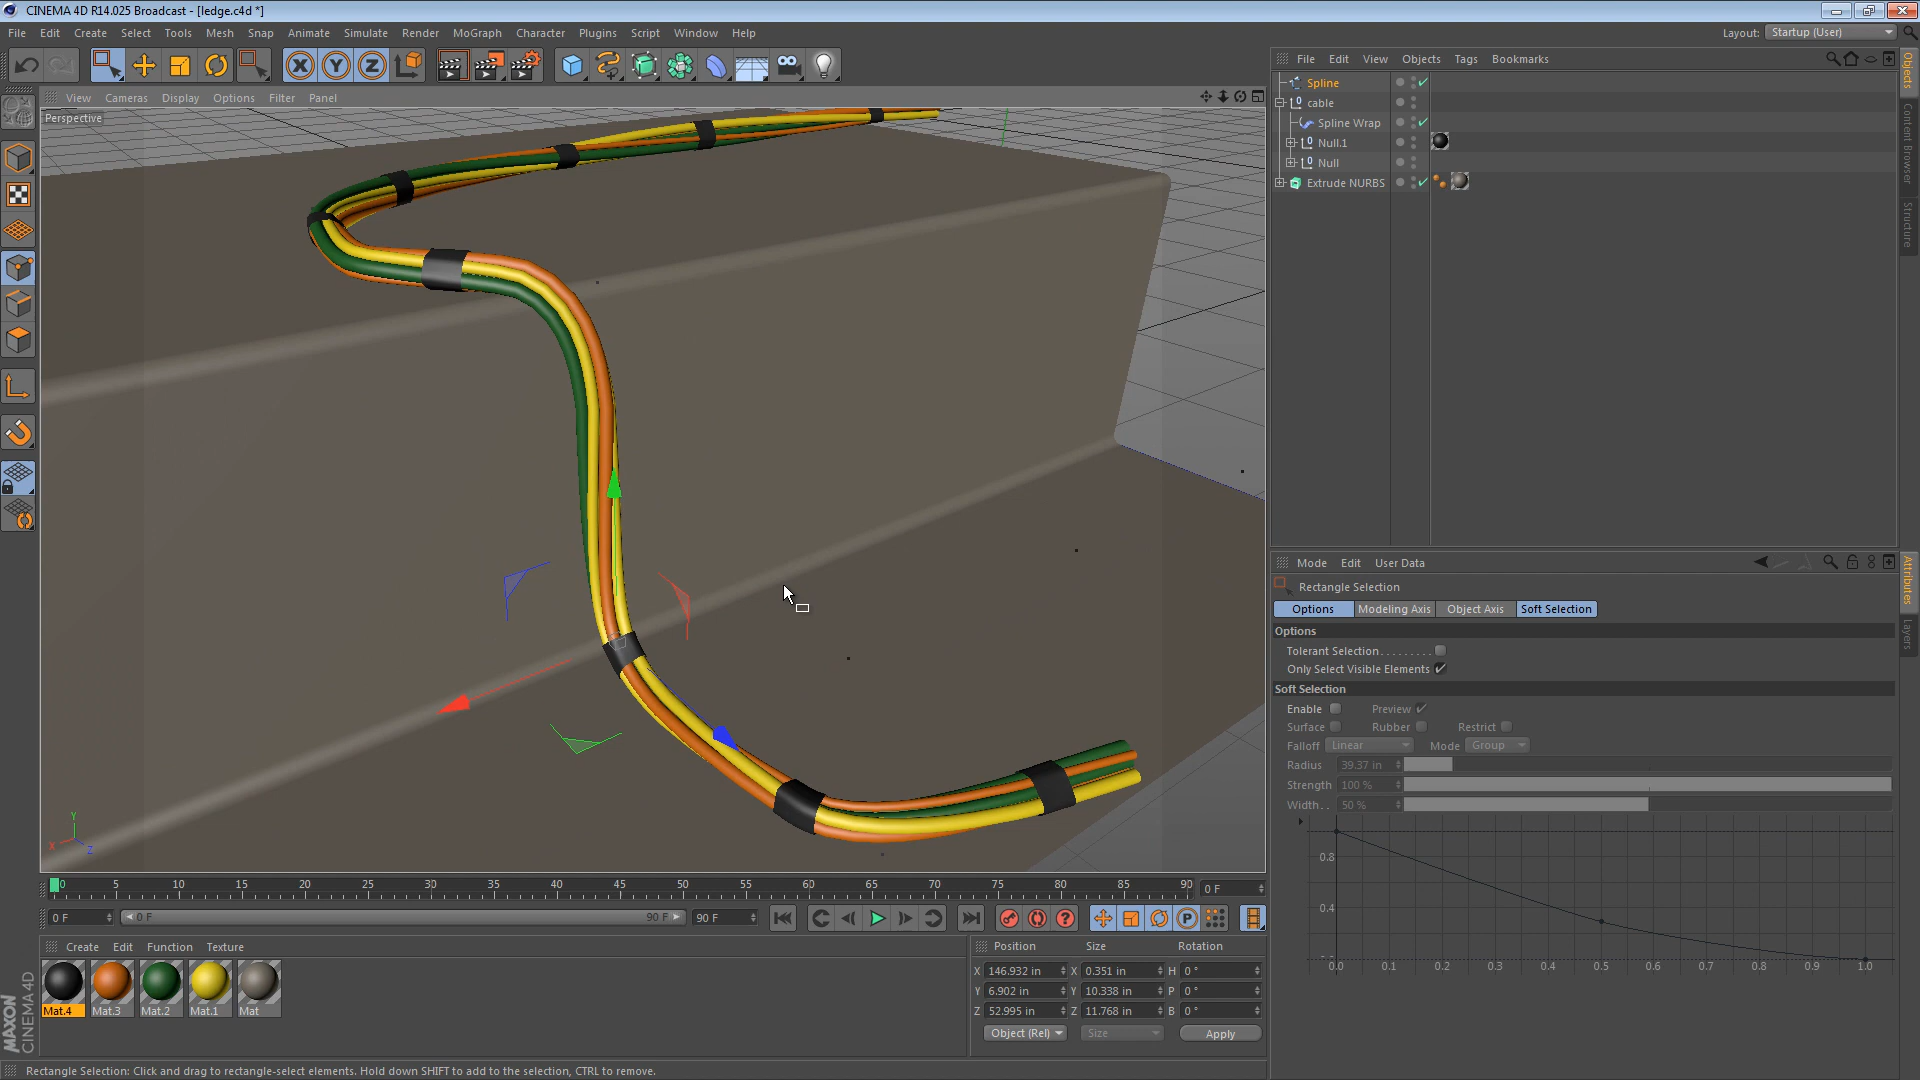 CINEMA 4D R14.025 Broadcast - [ledge.c4d *]
File Edit Create Select Tools Mesh Snap Animate Simulate Render MoGraph Character Plugins Script Window Help
Layout: Startup (User)
View Cameras Display Options Filter Panel
Perspective
X Y Z
File Edit View Objects Tags Bookmarks
Spline
cable
Spline Wrap
Null.1
Null
Extrude NURBS
Objects
Content Browser
Structure
Mode Edit User Data
Rectangle Selection
Options Modeling Axis Object Axis Soft Selection
Options
Tolerant Selection........
Only Select Visible Elements
Soft Selection
Enable Preview
Surface Rubber Restrict
Falloff Linear Mode Group
Radius 39.37 in
Strength 100 %
Width.. 50 %
0.8
0.4
0.0 0.1 0.2 0.3 0.4 0.5 0.6 0.7 0.8 0.9 1.0
Attributes
Layers
Y
X
Z
0 5 10 15 20 25 30 35 40 45 50 55 60 65 70 75 80 85 90 0 F
0 F 0 F 90 F 90 F
Create Edit Function Texture
Mat.4 Mat.3 Mat.2 Mat.1 Mat
Position Size Rotation
X 146.932 in X 0.351 in H 0 °
Y 6.902 in Y 10.338 in P 0 °
Z 52.995 in Z 11.768 in B 0 °
Object (Rel) Size Apply
MAXON
CINEMA 4D
Rectangle Selection: Click and drag to rectangle-select elements. Hold down SHIFT to add to the selection, CTRL to remove.